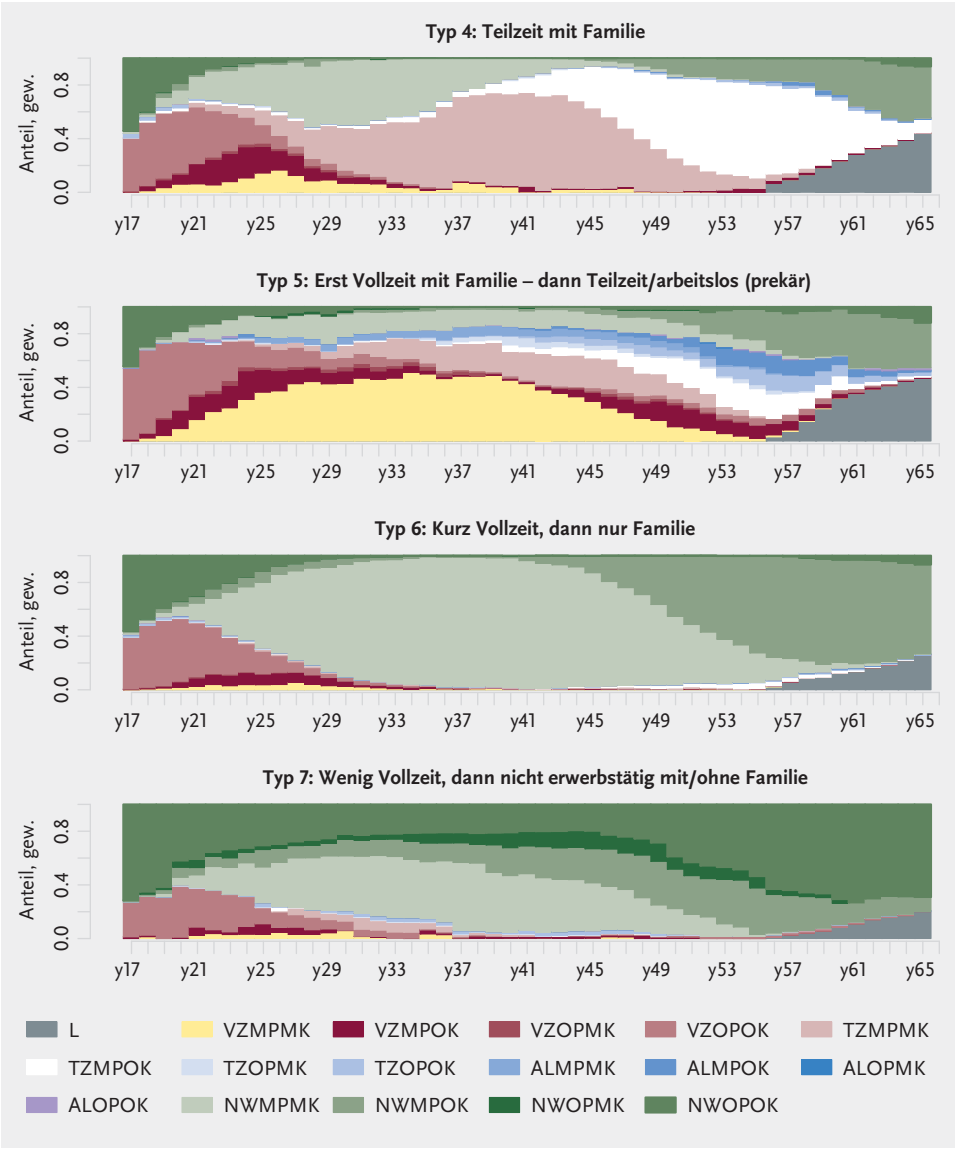 Typ 4: Teilzeit mit Familie
Anteil, gew.
0.0 0.4 0.8
y17 y21 y25 y29 y33 y37 y41 y45 y49 y53 y57 y61 y65
Typ 5: Erst Vollzeit mit Familie – dann Teilzeit/arbeitslos (prekär)
Anteil, gew.
0.0 0.4 0.8
y17 y21 y25 y29 y33 y37 y41 y45 y49 y53 y57 y61 y65
Typ 6: Kurz Vollzeit, dann nur Familie
Anteil, gew.
0.0 0.4 0.8
y17 y21 y25 y29 y33 y37 y41 y45 y49 y53 y57 y61 y65
Typ 7: Wenig Vollzeit, dann nicht erwerbstätig mit/ohne Familie
Anteil, gew.
0.0 0.4 0.8
y17 y21 y25 y29 y33 y37 y41 y45 y49 y53 y57 y61 y65
L VZMPMK VZMPOK VZOPMK VZOPOK TZMPMK
TZMPOK TZOPMK TZOPOK ALMPMK ALMPOK ALOPMK
ALOPOK NWMPMK NWMPOK NWOPMK NWOPOK